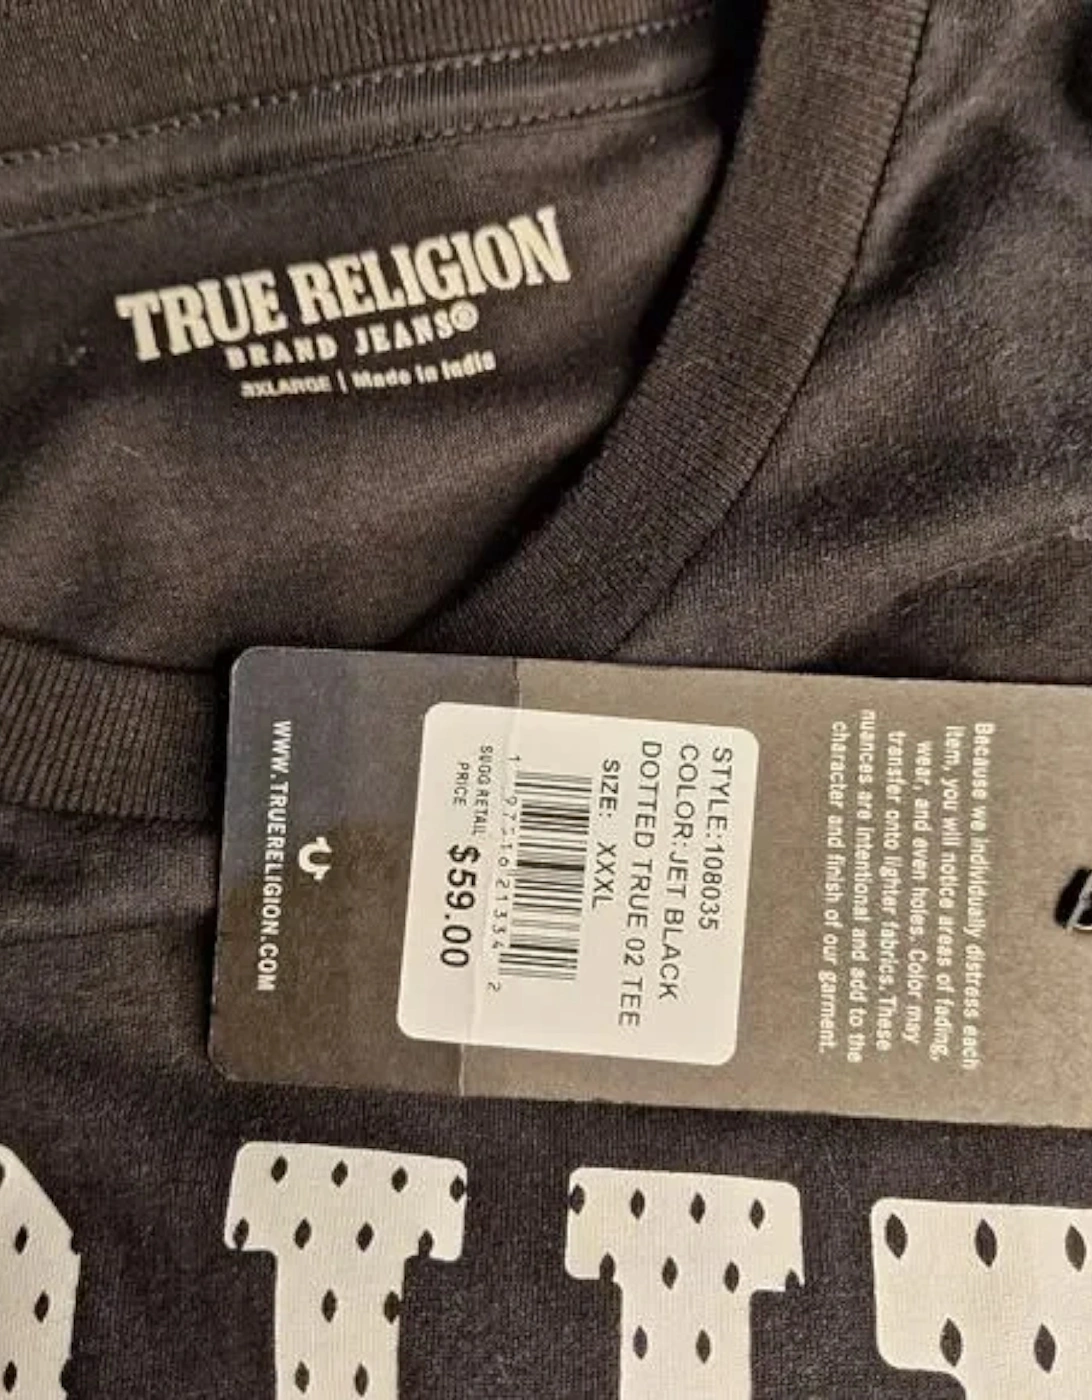 TRUE RELIGION
BRAND JEANS®
3XLARGE | Made in India
Because we individually distress each
item, you will notice areas of fading,
wear, and even holes. Color may
transfer onto lighter fabrics. These
nuances are intentional and add to the
character and finish of our garment.
STYLE:108035
COLOR:JET BLACK
DOTTED TRUE 02 TEE
SIZE: XXXL
SUGG RETAIL
PRICE
$59.00
WWW.TRUERELIGION.COM